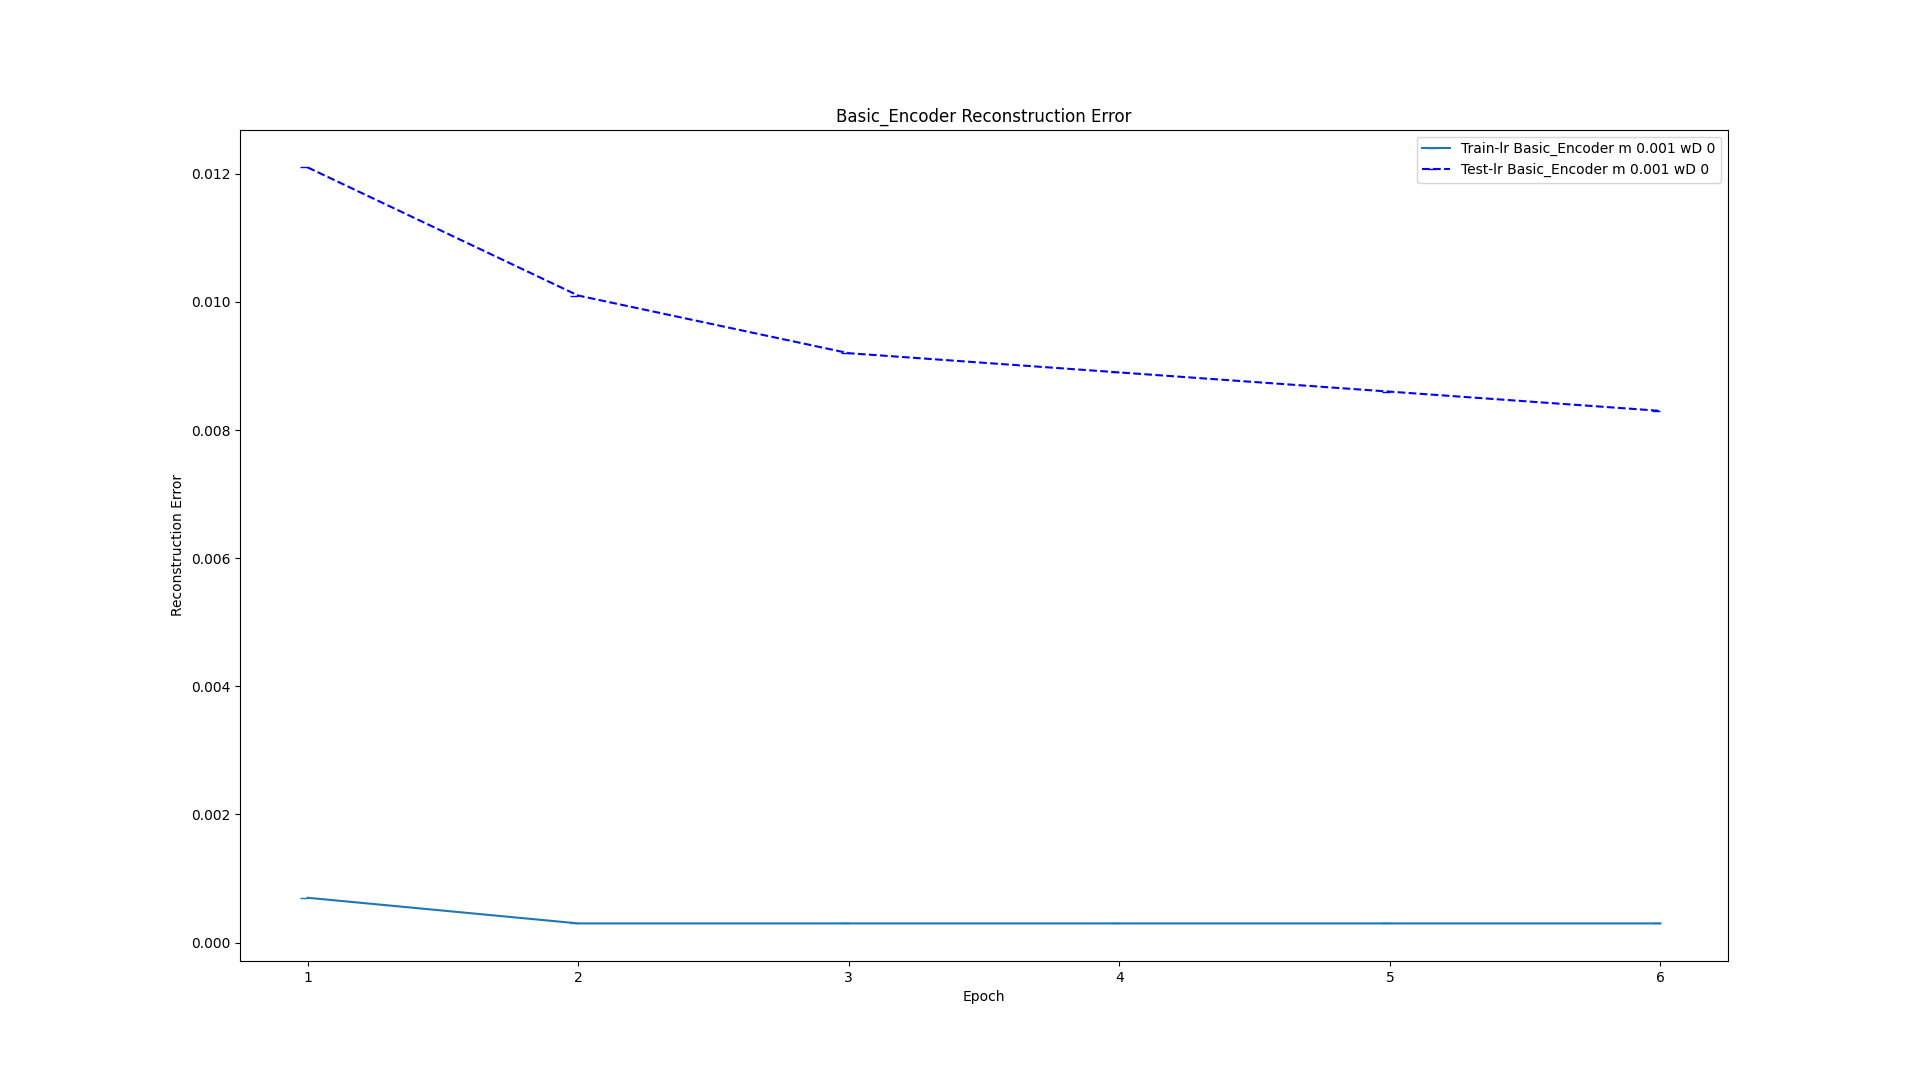 Basic_Encoder Reconstruction Error
Train-lr Basic_Encoder m 0.001 wD 0
Test-lr Basic_Encoder m 0.001 wD 0
Reconstruction Error
0.012
0.010
0.008
0.006
0.004
0.002
0.000
1 2 3 4 5 6
Epoch